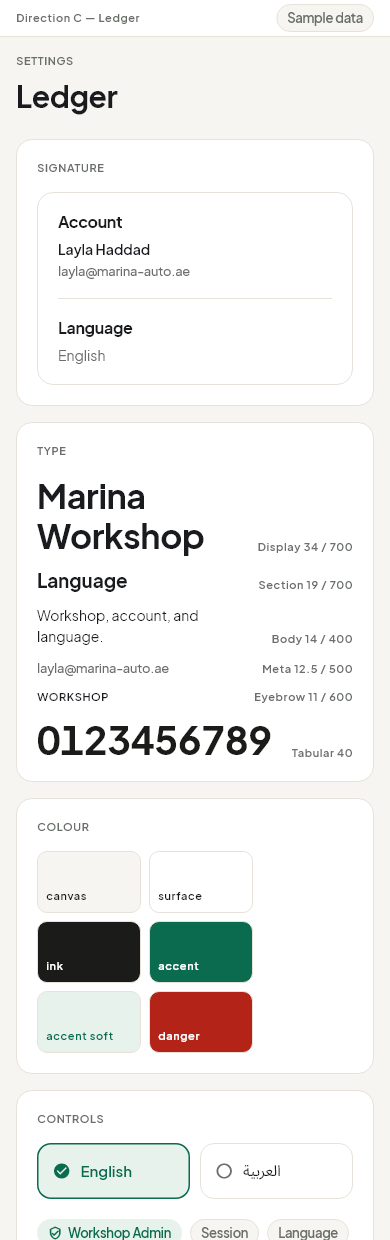 Direction C — Ledger
Sample data
SETTINGS
Ledger
SIGNATURE
Account
Layla Haddad
layla@marina-auto.ae
Language
English
TYPE
Marina
Workshop
Display 34 / 700
Language
Section 19 / 700
Workshop, account, and
language.
Body 14 / 400
layla@marina-auto.ae
Meta 12.5 / 500
WORKSHOP
Eyebrow 11 / 600
0123456789
Tabular 40
COLOUR
canvas
surface
ink
accent
accent soft
danger
CONTROLS
English
العربية
Workshop Admin
Session
Language